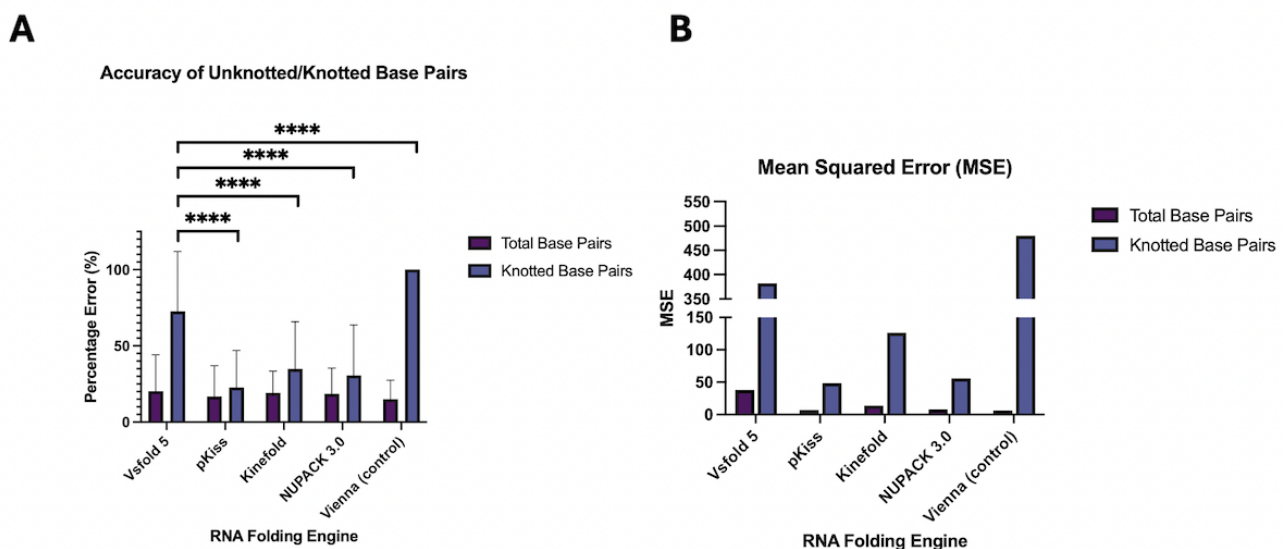 A
Accuracy of Unknotted/Knotted Base Pairs
****
****
****
****
Percentage Error (%)
100
50
0
Vsfold 5
pKiss
Kinefold
NUPACK 3.0
Vienna (control)
RNA Folding Engine
Total Base Pairs
Knotted Base Pairs
B
Mean Squared Error (MSE)
MSE
550
500
450
400
350
150
100
50
0
Vsfold 5
pKiss
Kinefold
NUPACK 3.0
Vienna (control)
RNA Folding Engine
Total Base Pairs
Knotted Base Pairs